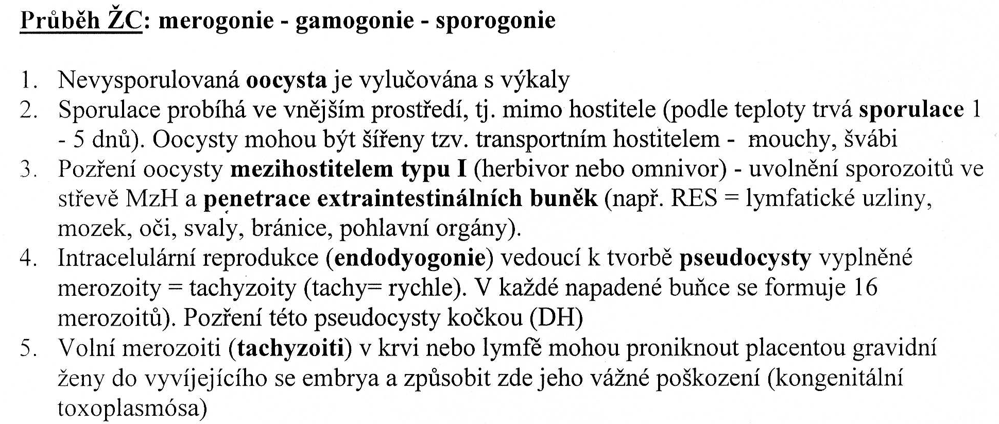 Průběh ŽC: merogonie - gamogonie - sporogonie
1. Nevysporulovaná oocysta je vylučována s výkaly
2. Sporulace probíhá ve vnějším prostředí, tj. mimo hostitele (podle teploty trvá sporulace 1
- 5 dnů). Oocysty mohou být šířeny tzv. transportním hostitelem - mouchy, švábi
3. Pozření oocysty mezihostitelem typu I (herbivor nebo omnivor) - uvolnění sporozoitů ve
střevě MzH a penetrace extraintestinálních buněk (např. RES = lymfatické uzliny,
mozek, oči, svaly, bránice, pohlavní orgány).
4. Intracelulární reprodukce (endodyogonie) vedoucí k tvorbě pseudocysty vyplněné
merozoity = tachyzoity (tachy= rychle). V každé napadené buňce se formuje 16
merozoitů). Pozření této pseudocysty kočkou (DH)
5. Volní merozoiti (tachyzoiti) v krvi nebo lymfě mohou proniknout placentou gravidní
ženy do vyvíjejícího se embrya a způsobit zde jeho vážné poškození (kongenitální
toxoplasmósa)